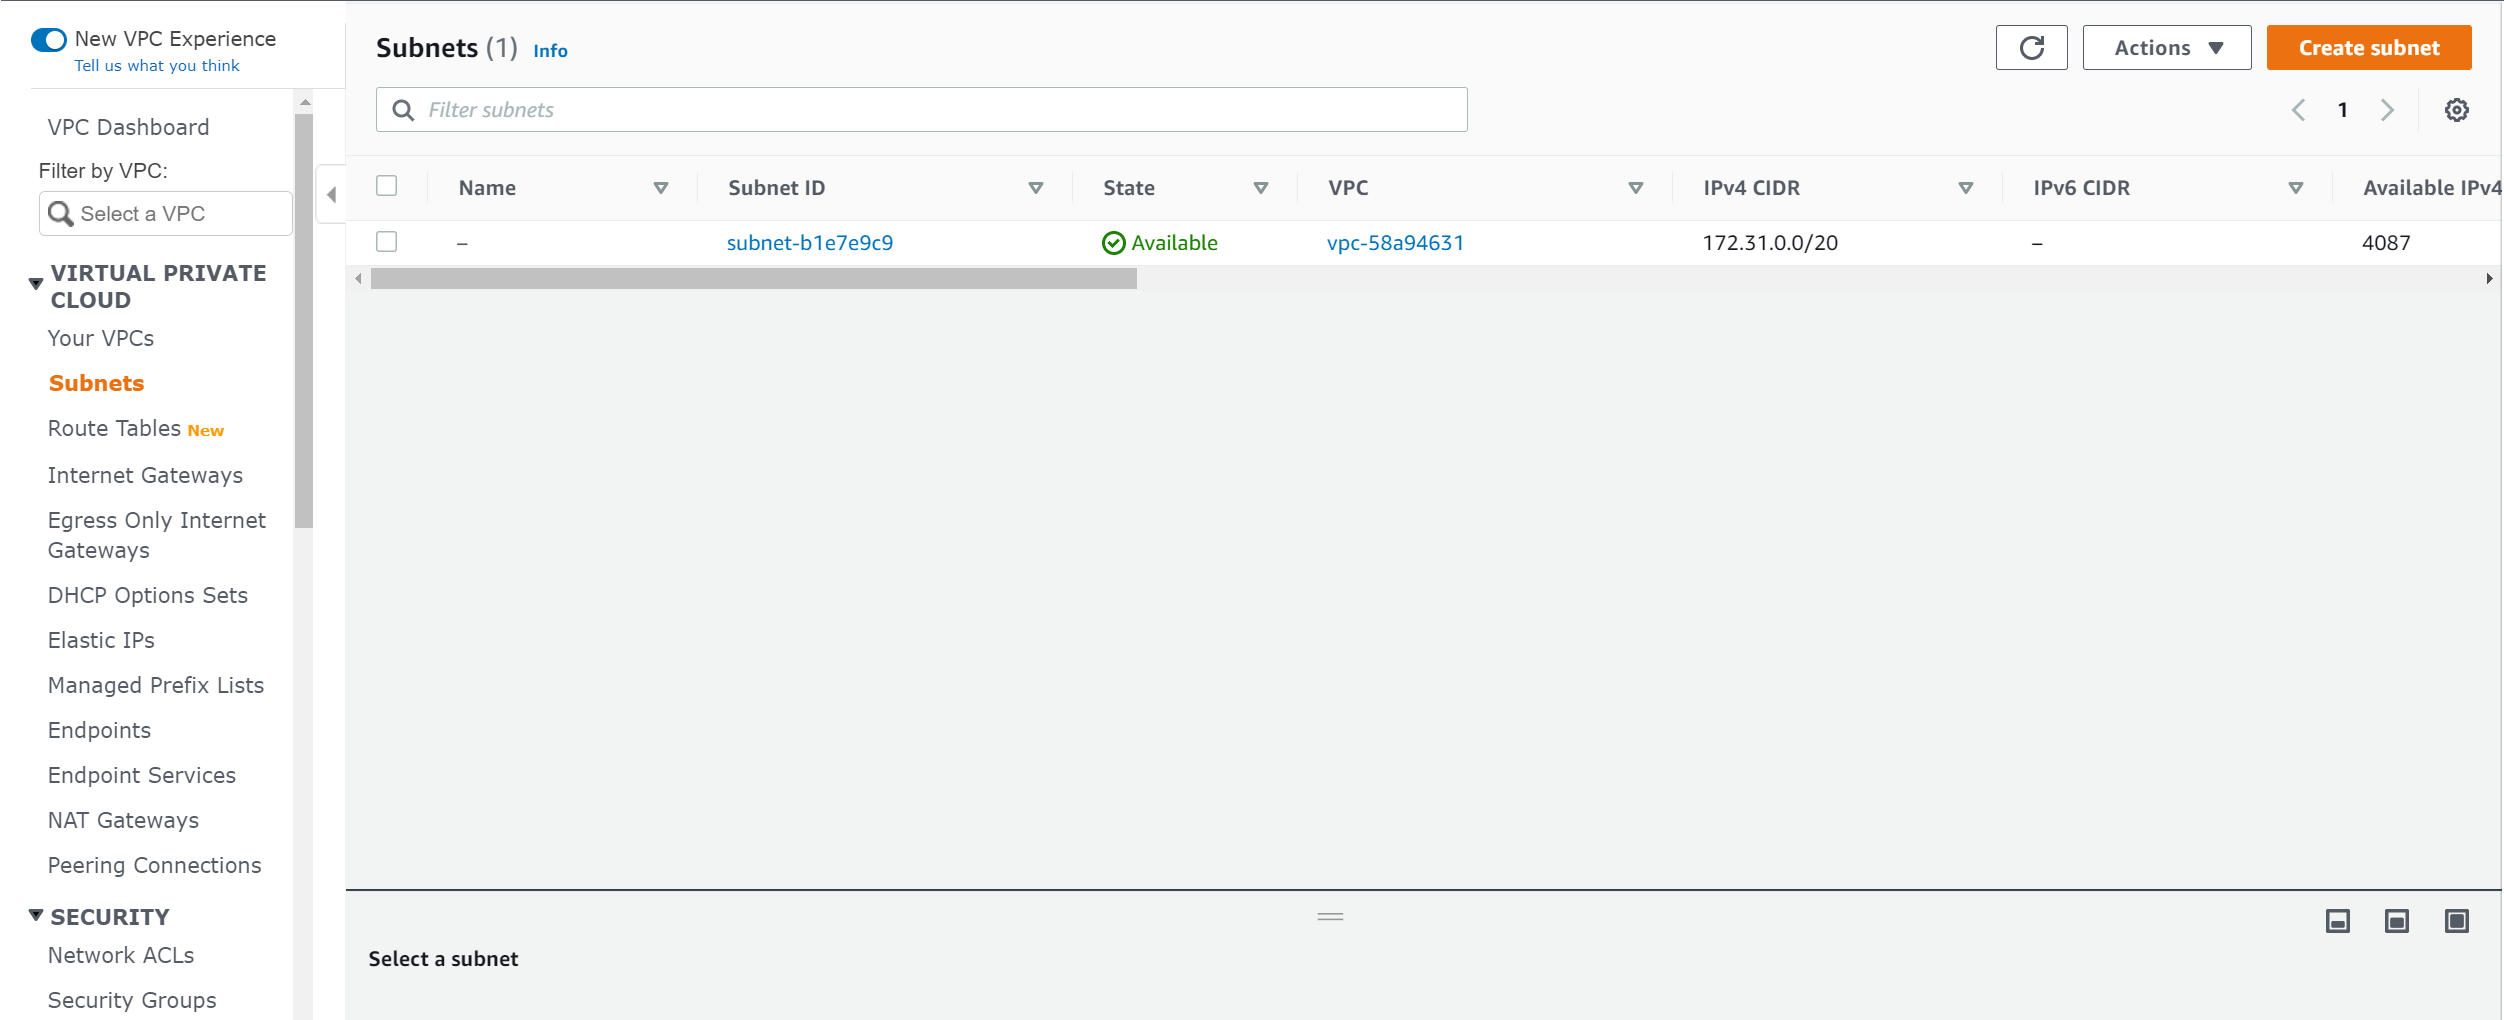 New VPC Experience
Tell us what you think
VPC Dashboard
Filter by VPC:
Select a VPC
VIRTUAL PRIVATE
CLOUD
Your VPCs
Subnets
Route Tables New
Internet Gateways
Egress Only Internet
Gateways
DHCP Options Sets
Elastic IPs
Managed Prefix Lists
Endpoints
Endpoint Services
NAT Gateways
Peering Connections
SECURITY
Network ACLs
Security Groups
Subnets (1) Info
Actions
Create subnet
Filter subnets
1
Name Subnet ID State VPC IPv4 CIDR IPv6 CIDR Available IPv4
– subnet-b1e7e9c9 Available vpc-58a94631 172.31.0.0/20 – 4087
Select a subnet